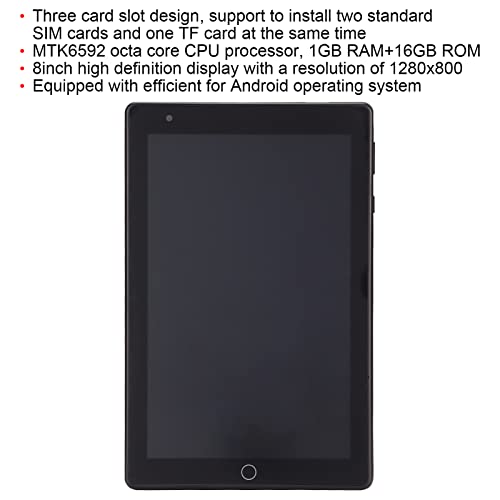 • Three card slot design, support to install two standard
SIM cards and one TF card at the same time
• MTK6592 octa core CPU processor, 1GB RAM+16GB ROM
• 8inch high definition display with a resolution of 1280x800
• Equipped with efficient for Android operating system